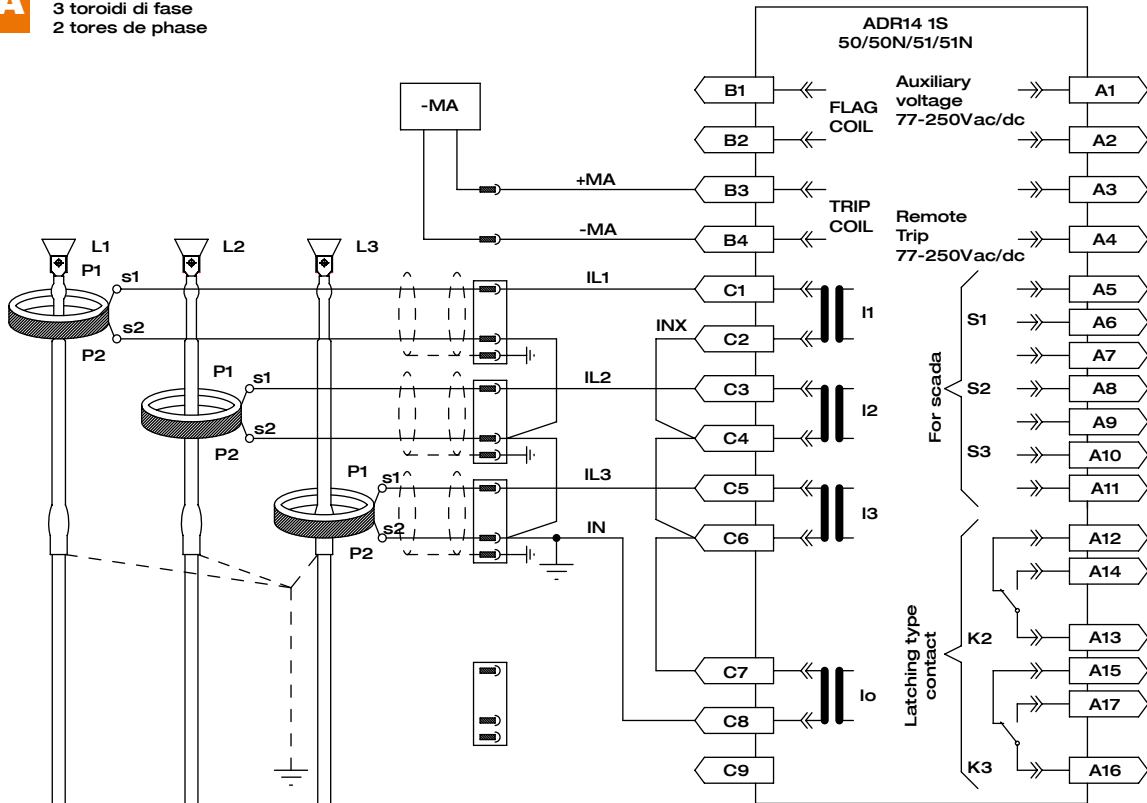 A
3 toroidi di fase
2 tores de phase
ADR14 1S
50/50N/51/51N
-MA
B1
FLAG
COIL
Auxiliary
voltage
77-250Vac/dc
A1
B2
A2
+MA
B3
TRIP
COIL
A3
-MA
B4
Remote
Trip
77-250Vac/dc
A4
L1
L2
L3
P1
s1
IL1
C1
I1
A5
S1
A6
s2
P2
INX
C2
A7
P1
s1
IL2
C3
I2
For scada
S2
A8
A9
s2
P2
C4
S3
A10
P1
s1
IL3
C5
I3
A11
s2
P2
IN
C6
A12
A14
Latching type
contact
K2
A13
C7
Io
A15
A17
C8
K3
A16
C9